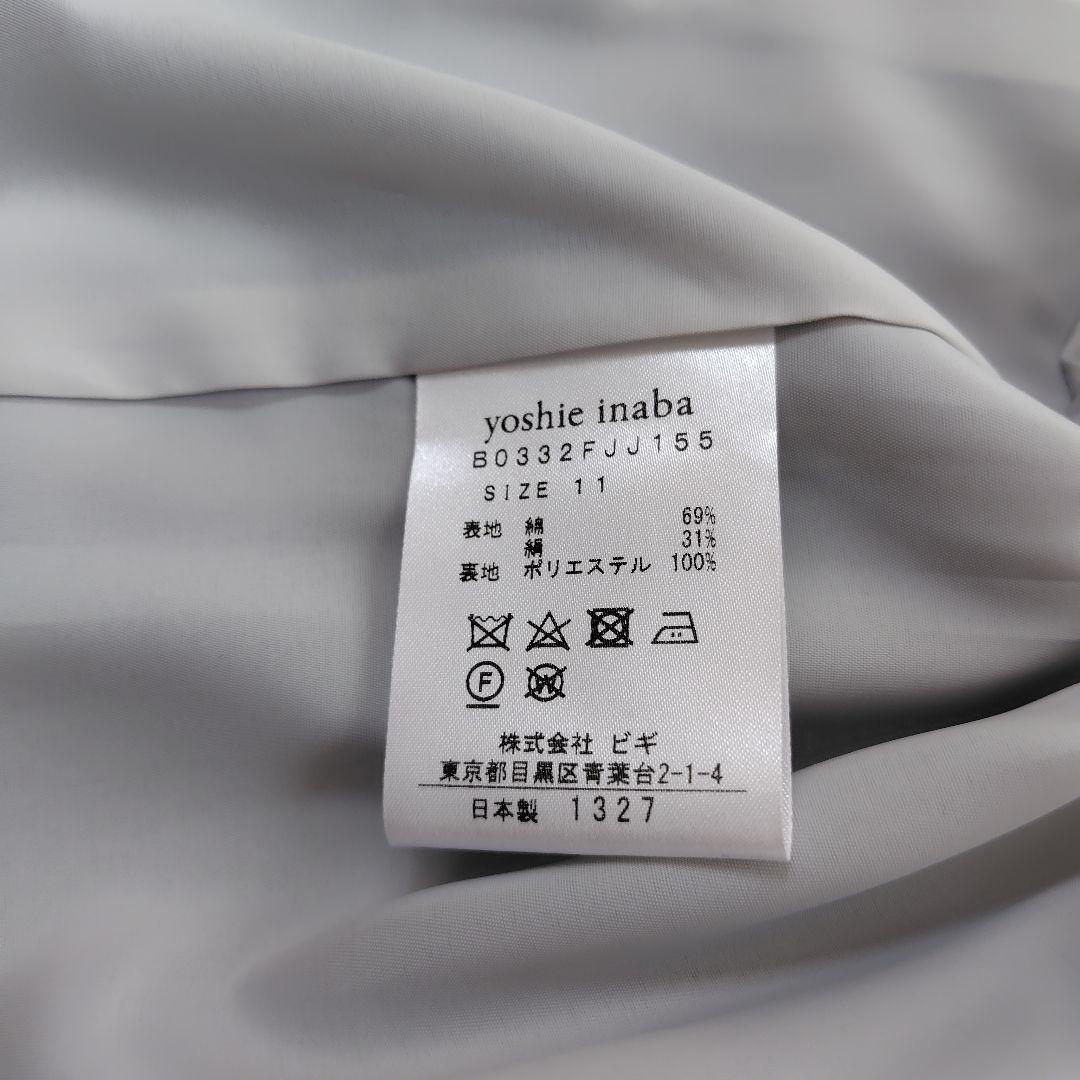 yoshie inaba
B0332FJJ155
SIZE 11
表地 綿 69%
絹 31%
裏地 ポリエステル 100%
F
W
株式会社 ビギ
東京都目黒区青葉台2-1-4
日本製 1327